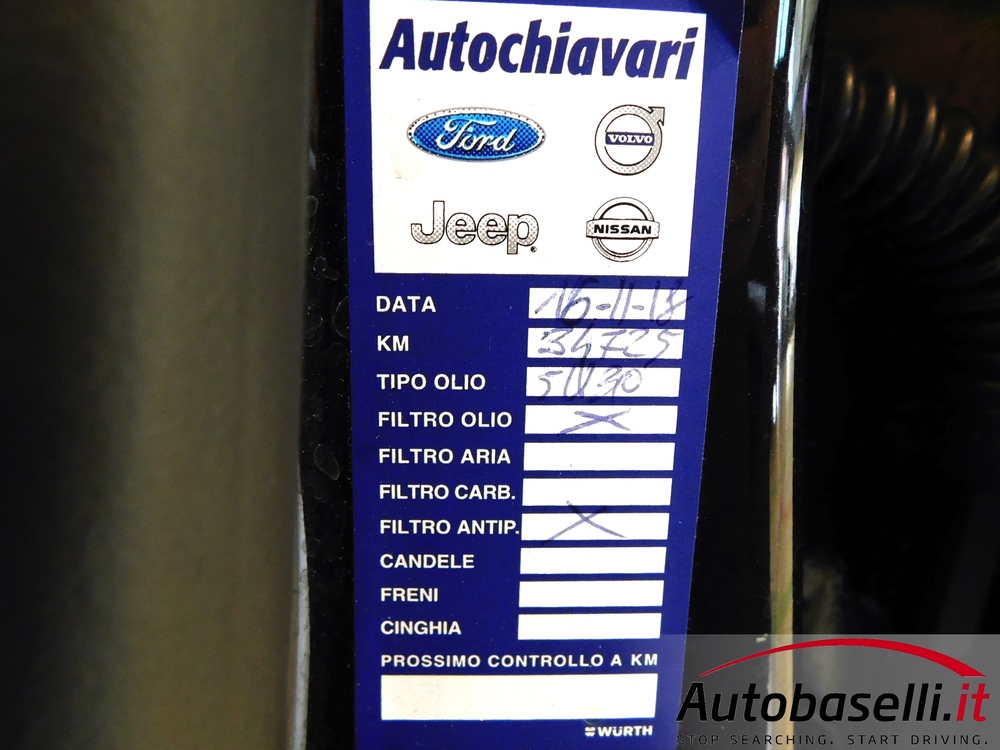 Autochiavari
Ford VOLVO
Jeep NISSAN
DATA 16-11-18
KM 34725
TIPO OLIO 5W30
FILTRO OLIO X
FILTRO ARIA
FILTRO CARB.
FILTRO ANTIP. X
CANDELE
FRENI
CINGHIA
PROSSIMO CONTROLLO A KM
WÜRTH
Autobaselli.it
STOP SEARCHING. START DRIVING.